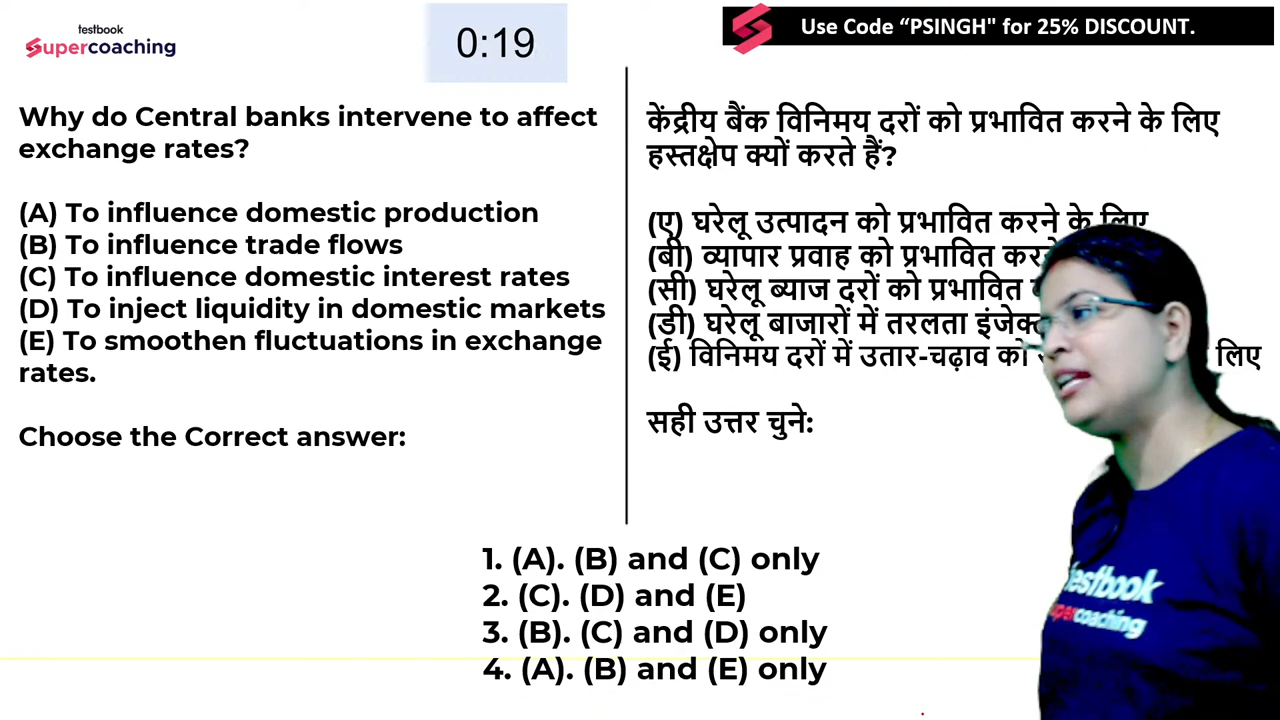 testbook
Supercoaching
0:19
Use Code “PSINGH" for 25% DISCOUNT.
Why do Central banks intervene to affect
exchange rates?
(A) To influence domestic production
(B) To influence trade flows
(C) To influence domestic interest rates
(D) To inject liquidity in domestic markets
(E) To smoothen fluctuations in exchange
rates.
Choose the Correct answer:
केंद्रीय बैंक विनिमय दरों को प्रभावित करने के लिए
हस्तक्षेप क्यों करते हैं?
(ए) घरेलू उत्पादन को प्रभावित करने के लिए
(बी) व्यापार प्रवाह को प्रभावित
(सी) घरेलू ब्याज दरों को प्रभावित
(डी) घरेलू बाजारों में तरलता
(ई) विनिमय दरों में उतार-चढ़ाव को लिए
सही उत्तर चुने:
1. (A). (B) and (C) only
2. (C). (D) and (E)
3. (B). (C) and (D) only
4. (A). (B) and (E) only
testbook
supercoaching